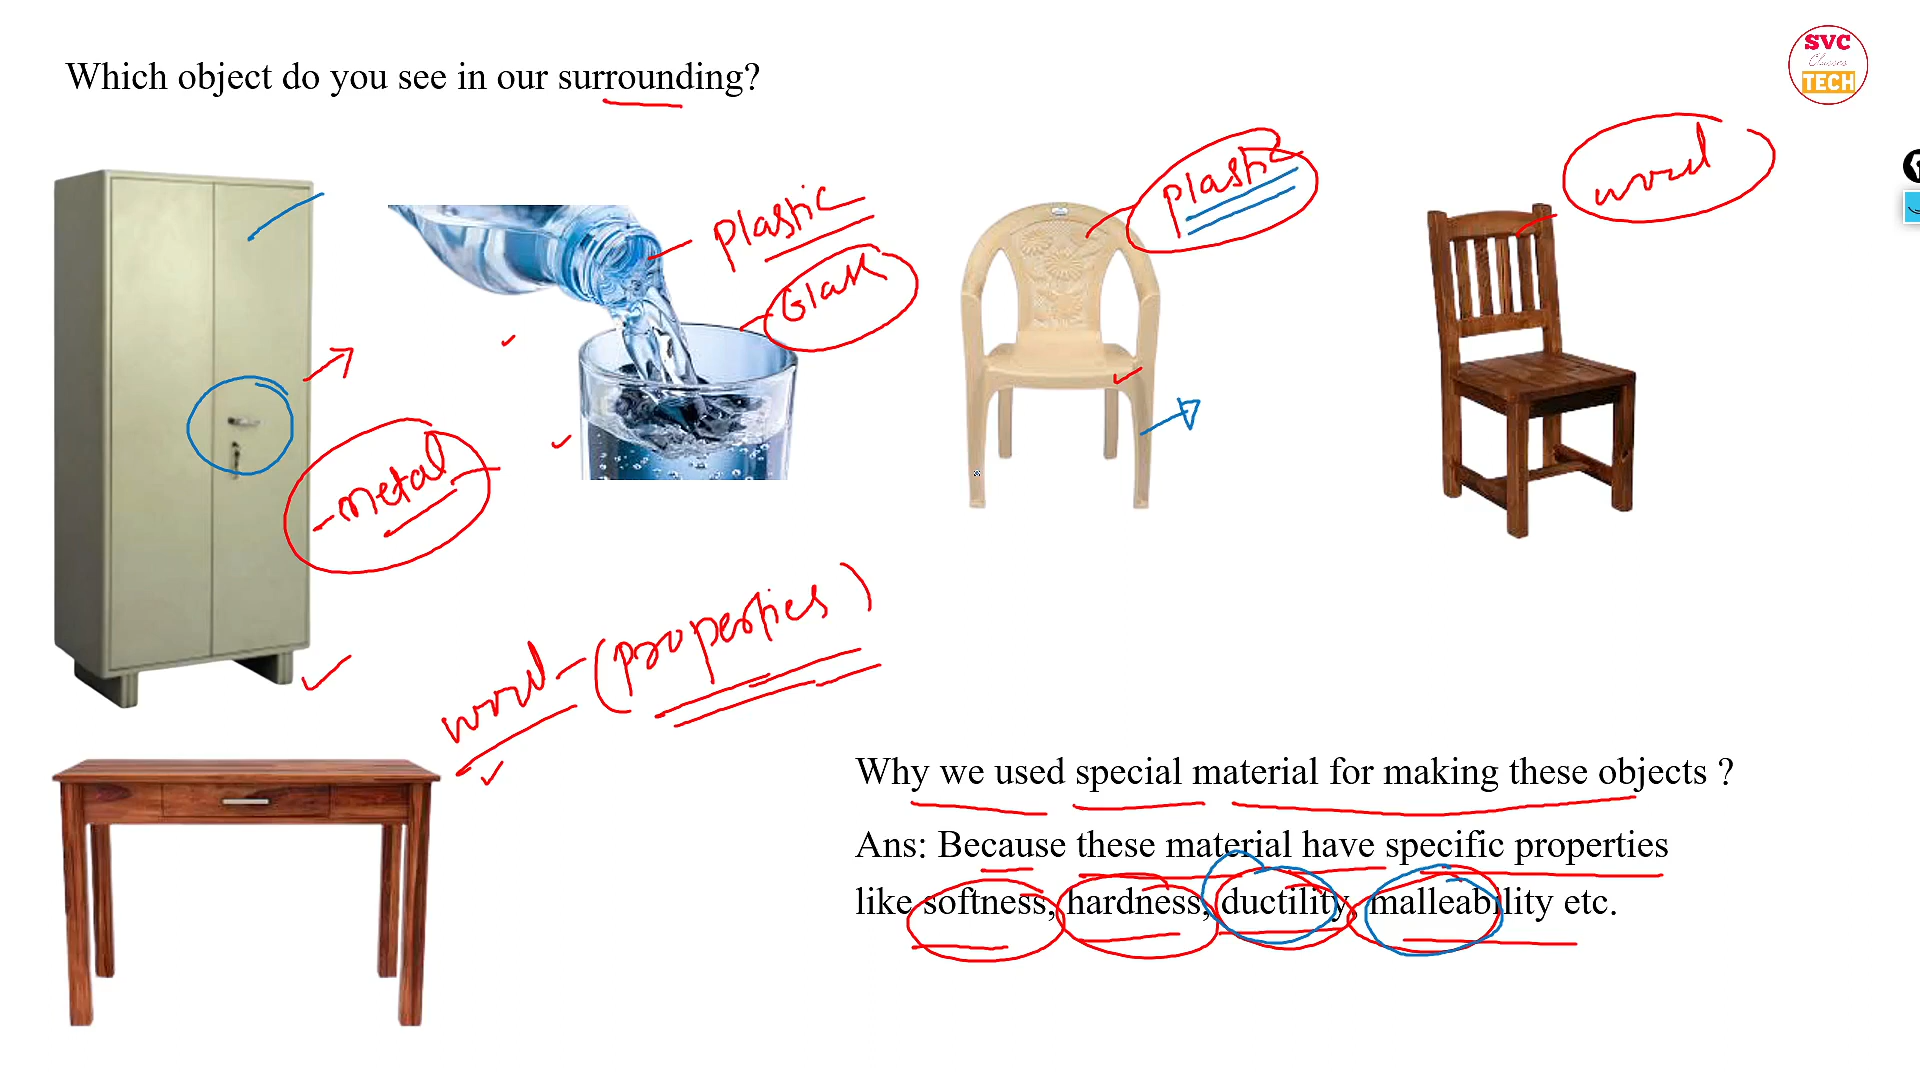 Which object do you see in our surrounding?
SVC
Classes
TECH
plastic
Glass
plastic
wood
metal
wood - (properties)
Why we used special material for making these objects ?
Ans: Because these material have specific properties
like softness, hardness, ductility, malleability etc.